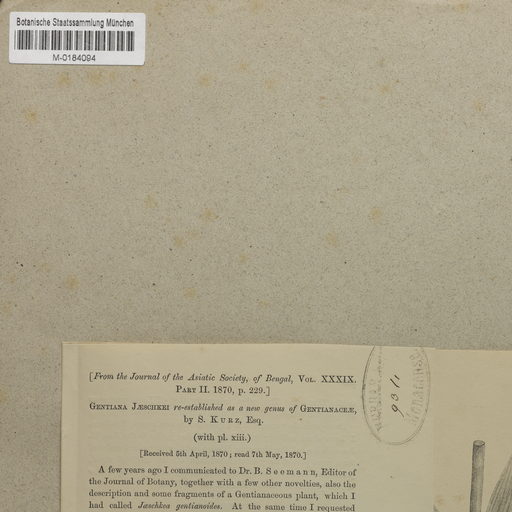 Botanische Staatssammlung München
M-0184094
[From the Journal of the Asiatic Society, of Bengal, VOL. XXXIX.
PART II. 1870, p. 229.]
GENTIANA JÆSCHKEI re-established as a new genus of GENTIANACEÆ,
by S. KURZ, Esq.
(with pl. xiii.)
[Received 5th April, 1870; read 7th May, 1870.]
A few years ago I communicated to Dr. B. Seemann, Editor of
the Journal of Botany, together with a few other novelties, also the
description and some fragments of a Gentianaceous plant, which I
had called Jæschkea gentianoides. At the same time I requested